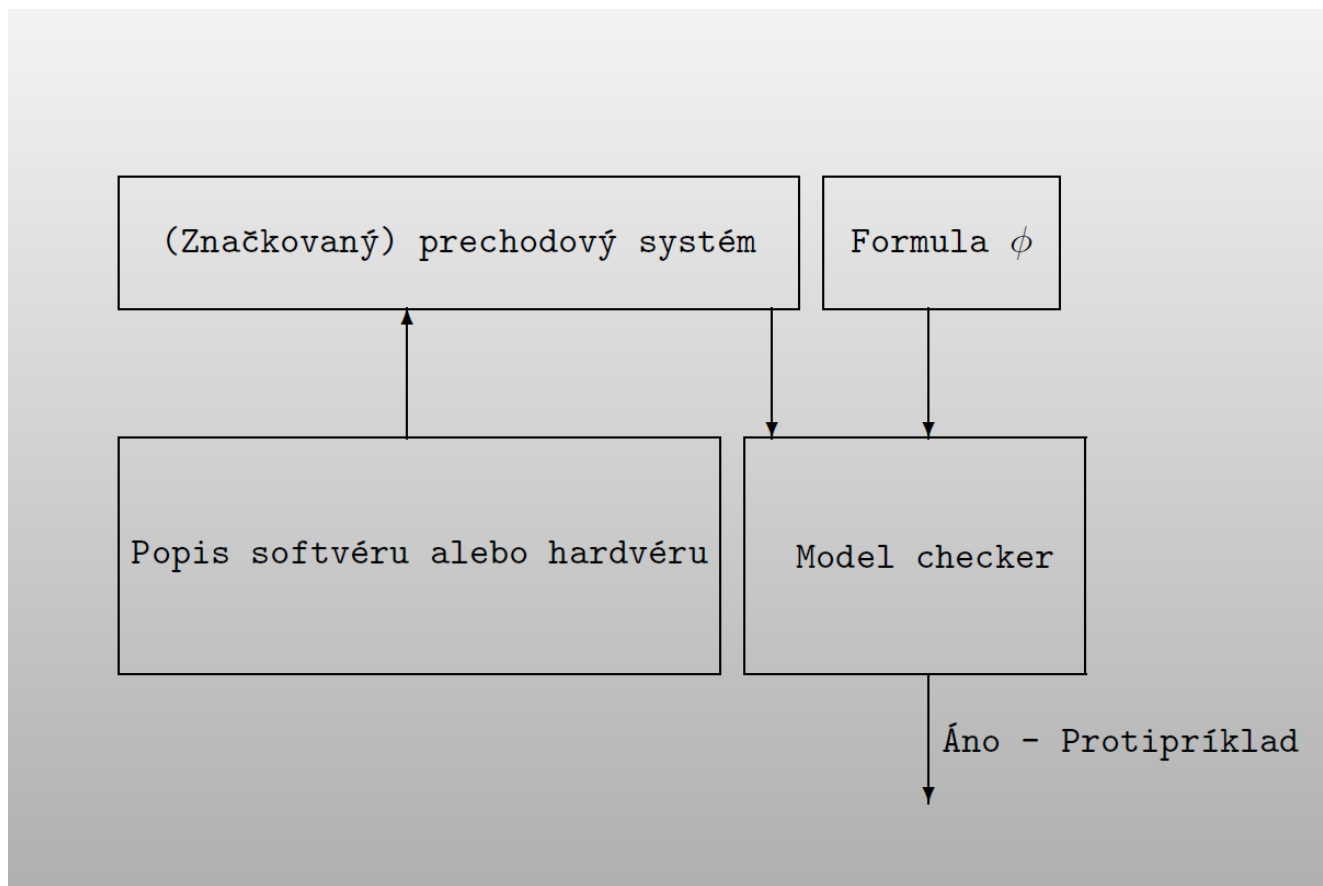 (Značkovaný) prechodový systém
Formula ϕ
Popis softvéru alebo hardvéru
Model checker
Áno - Protipríklad